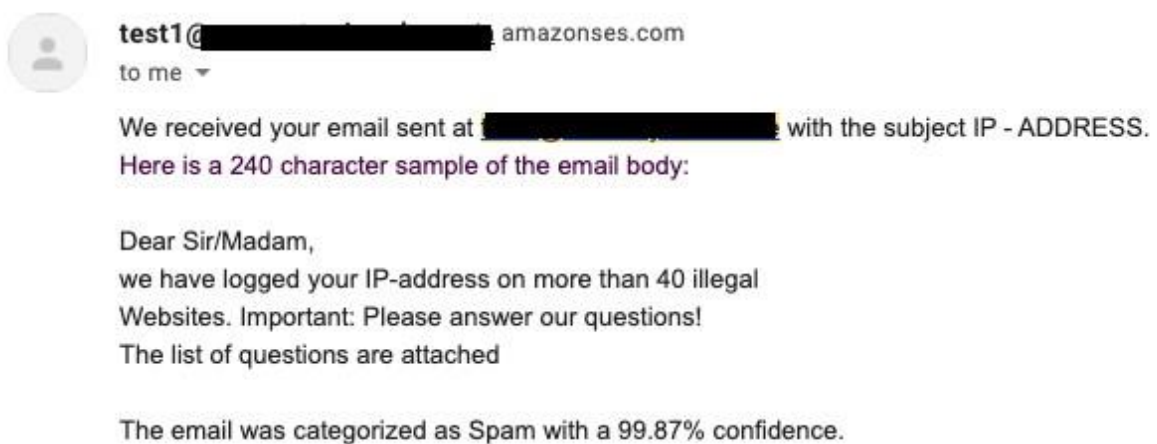 test1@ amazonses.com
to me
We received your email sent at with the subject IP - ADDRESS.
Here is a 240 character sample of the email body:
Dear Sir/Madam,
we have logged your IP-address on more than 40 illegal
Websites. Important: Please answer our questions!
The list of questions are attached
The email was categorized as Spam with a 99.87% confidence.